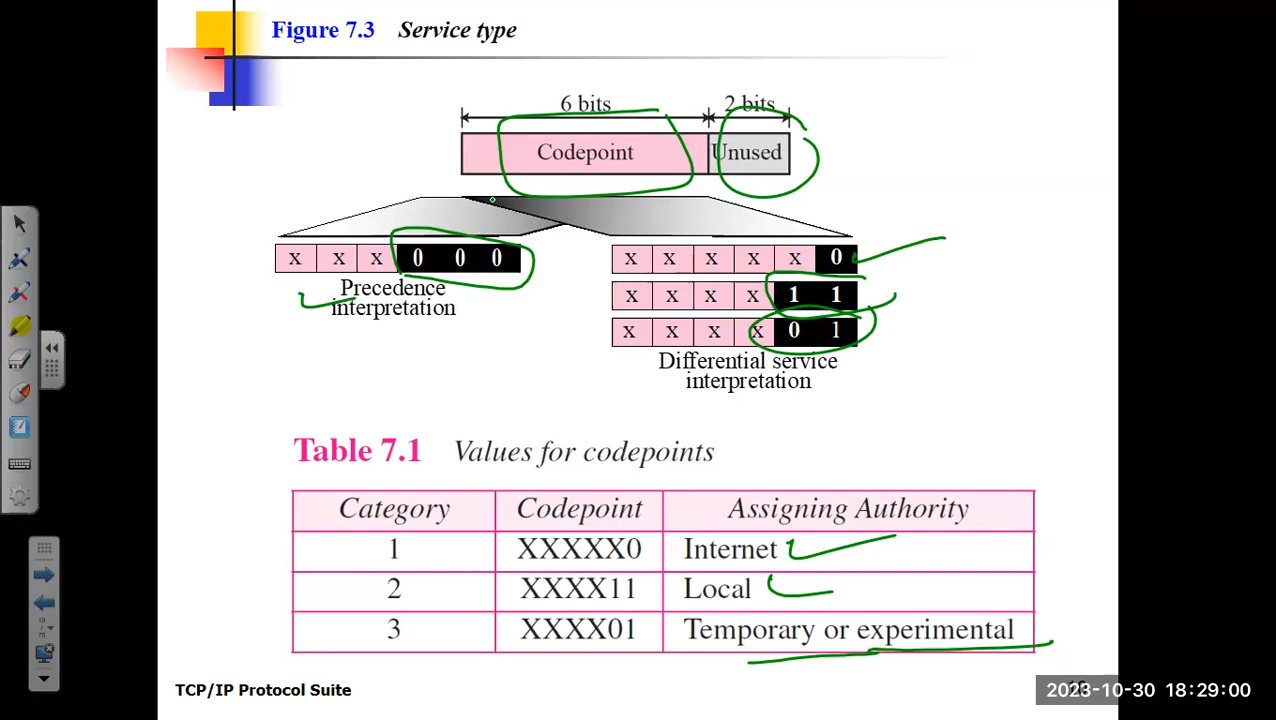 Figure 7.3 Service type
6 bits 2 bits
Codepoint Unused
x x x 0 0 0
Precedence
interpretation
x x x x x 0
x x x x 1 1
x x x x 0 1
Differential service
interpretation
Table 7.1 Values for codepoints
Category Codepoint Assigning Authority
1 XXXXX0 Internet
2 XXXX11 Local
3 XXXX01 Temporary or experimental
TCP/IP Protocol Suite
2023-10-30 18:29:00